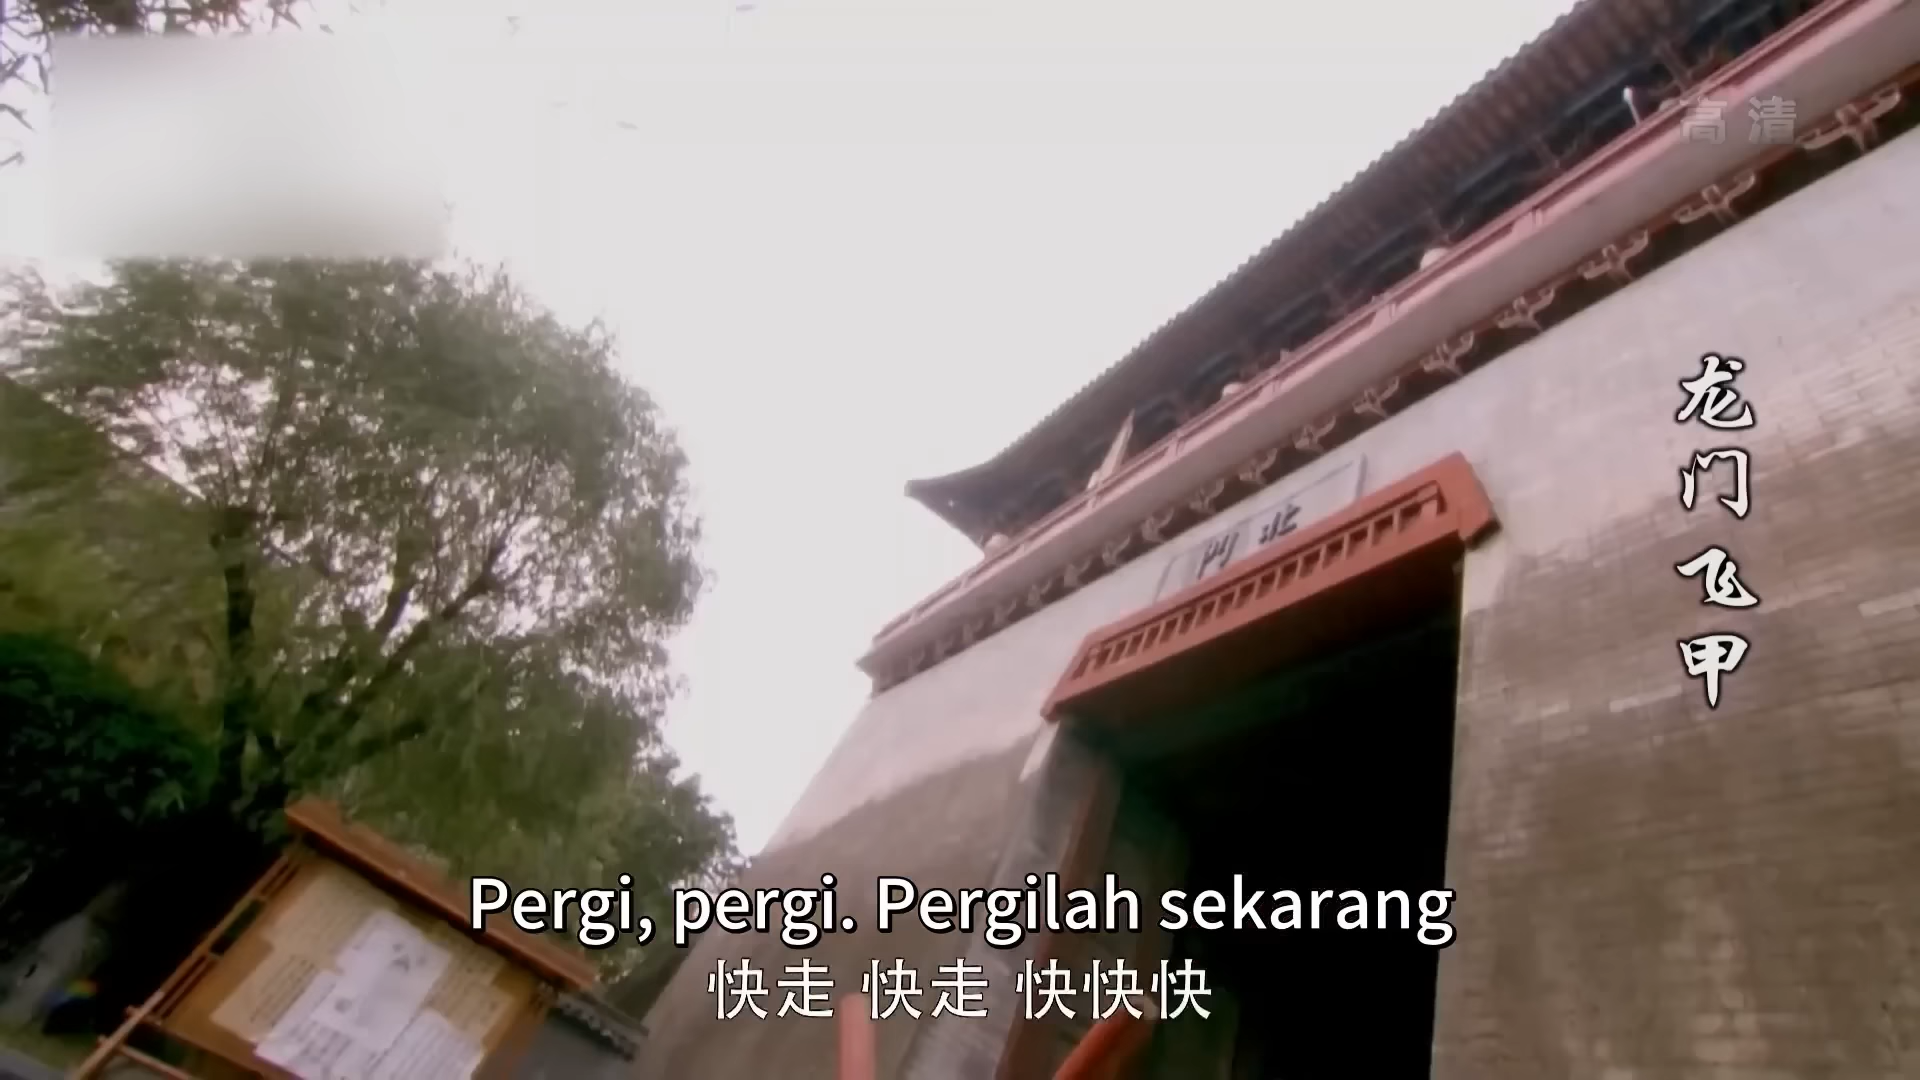 高清
龙门飞甲
北门
Pergi, pergi. Pergilah sekarang
快走 快走 快快快